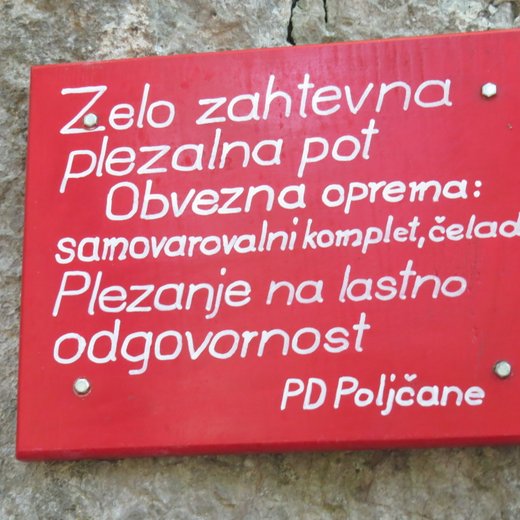 Zelo zahtevna
plezalna pot
Obvezna oprema:
samovarovalni komplet, čelad
Plezanje na lastno
odgovornost
PD Poljčane